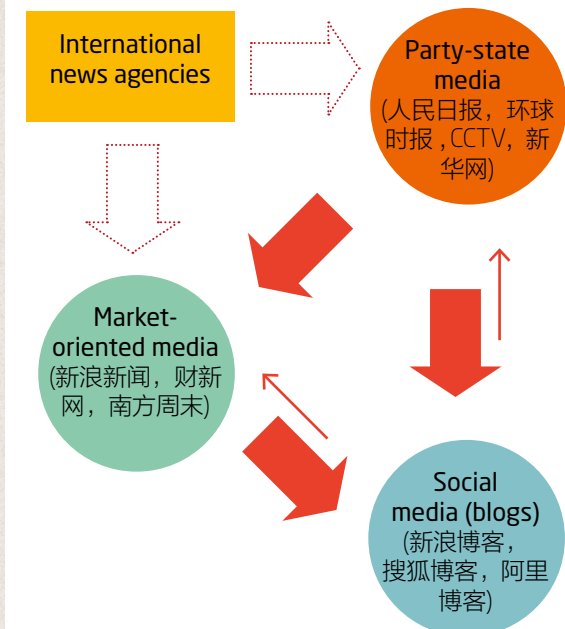 International
news agencies
Party-state
media
(人民日报，环球
时报，CCTV，新
华网)
Market-
oriented media
(新浪新闻，财新
网，南方周末)
Social
media (blogs)
(新浪博客，
搜狐博客，阿里
博客)